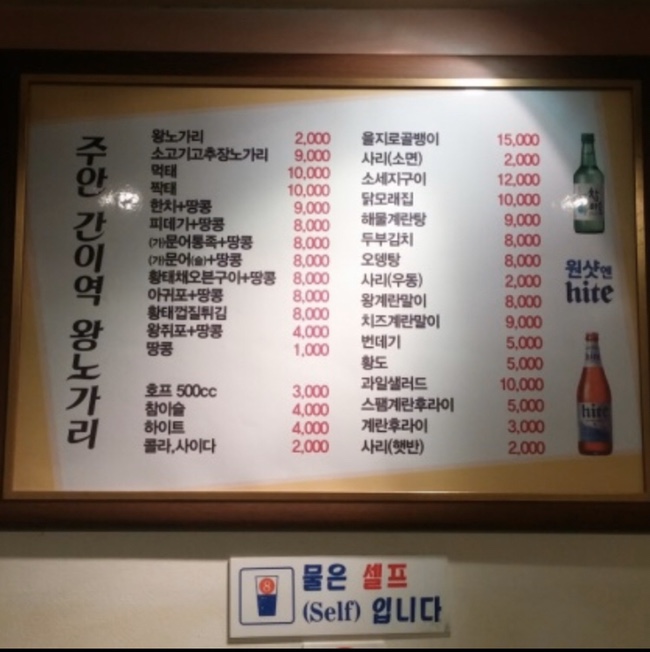 주안 간이역 왕노가리
왕노가리 2,000
소고기고추장노가리 9,000
먹태 10,000
짝태 10,000
한치+땅콩 9,000
피데기+땅콩 8,000
(가)문어통족+땅콩 8,000
(가)문어(슬)+땅콩 8,000
황태채오븐구이+땅콩 8,000
아귀포+땅콩 8,000
황태껍질튀김 8,000
왕쥐포+땅콩 4,000
땅콩 1,000
호프 500cc 3,000
참이슬 4,000
하이트 4,000
콜라,사이다 2,000
을지로골뱅이 15,000
사리(소면) 2,000
소세지구이 12,000
닭모래집 10,000
해물계란탕 9,000
두부김치 8,000
오뎅탕 8,000
사리(우동) 2,000
왕계란말이 8,000
치즈계란말이 9,000
번데기 5,000
황도 5,000
과일샐러드 10,000
스팸계란후라이 5,000
계란후라이 3,000
사리(햇반) 2,000
원샷엔
hite
hite
물은 셀프
(Self) 입니다